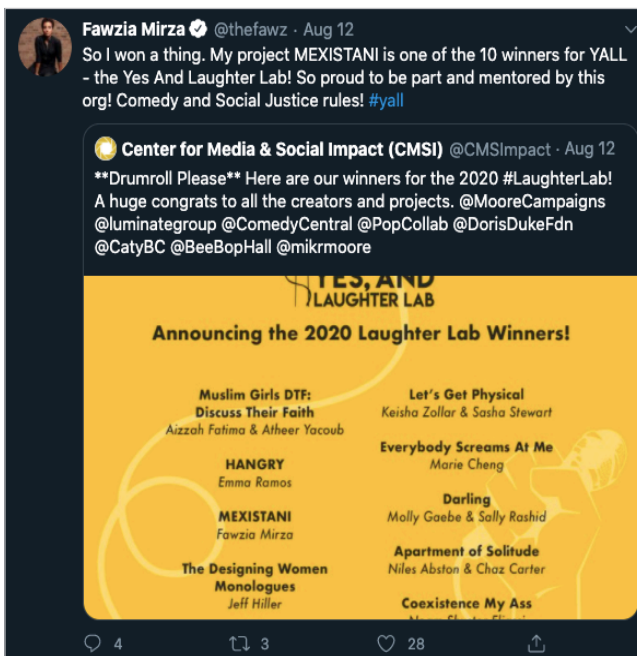 Fawzia Mirza @thefawz · Aug 12
So I won a thing. My project MEXISTANI is one of the 10 winners for YALL
- the Yes And Laughter Lab! So proud to be part and mentored by this
org! Comedy and Social Justice rules! #yall
Center for Media & Social Impact (CMSI) @CMSImpact · Aug 12
**Drumroll Please** Here are our winners for the 2020 #LaughterLab!
A huge congrats to all the creators and projects. @MooreCampaigns
@luminategroup @ComedyCentral @PopCollab @DorisDukeFdn
@CatyBC @BeeBopHall @mikrmoore
YES, AND
LAUGHTER LAB
Announcing the 2020 Laughter Lab Winners!
Muslim Girls DTF:
Discuss Their Faith
Aizzah Fatima & Atheer Yacoub
HANGRY
Emma Ramos
MEXISTANI
Fawzia Mirza
The Designing Women
Monologues
Jeff Hiller
Let's Get Physical
Keisha Zollar & Sasha Stewart
Everybody Screams At Me
Marie Cheng
Darling
Molly Gaebe & Sally Rashid
Apartment of Solitude
Niles Abston & Chaz Carter
Coexistence My Ass
4
3
28